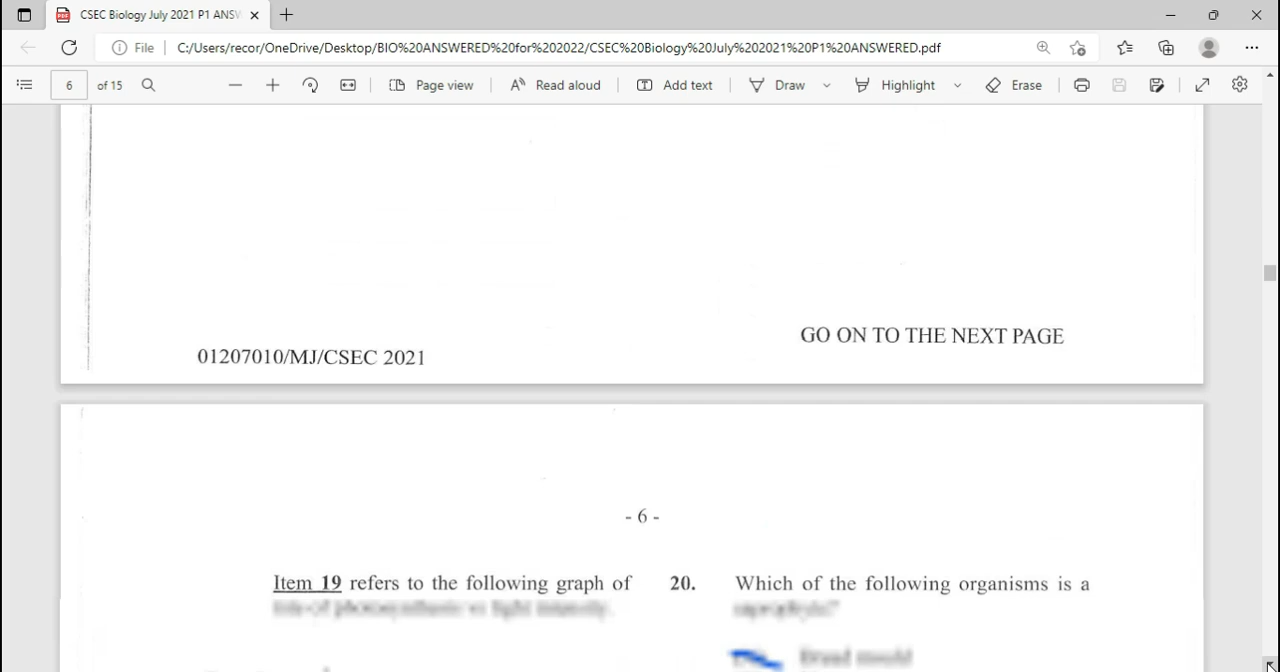 CSEC Biology July 2021 P1 ANSW
File C:/Users/recor/OneDrive/Desktop/BIO%20ANSWERED%20for%202022/CSEC%20Biology%20July%202021%20P1%20ANSWERED.pdf
6 of 15 Page view Read aloud Add text Draw Highlight Erase
GO ON TO THE NEXT PAGE
01207010/MJ/CSEC 2021
- 6 -
Item 19 refers to the following graph of
20. Which of the following organisms is a